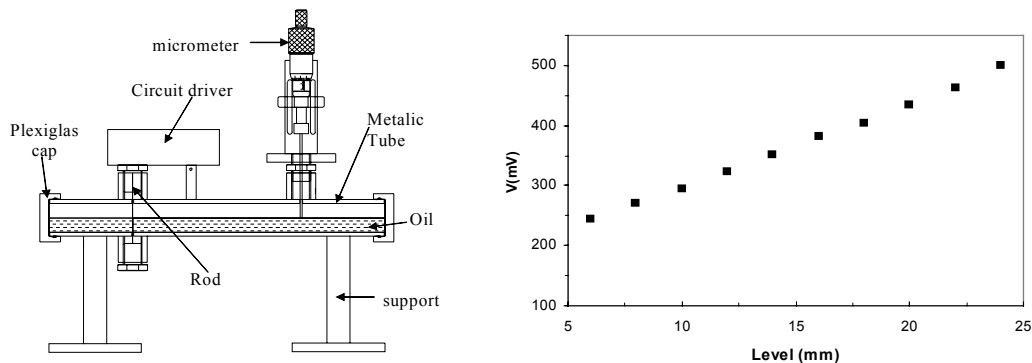 micrometer
Circuit driver
Plexiglas
cap
Metalic
Tube
Oil
Rod
support
V(mV)
500
400
300
200
100
5
10
15
20
25
Level (mm)